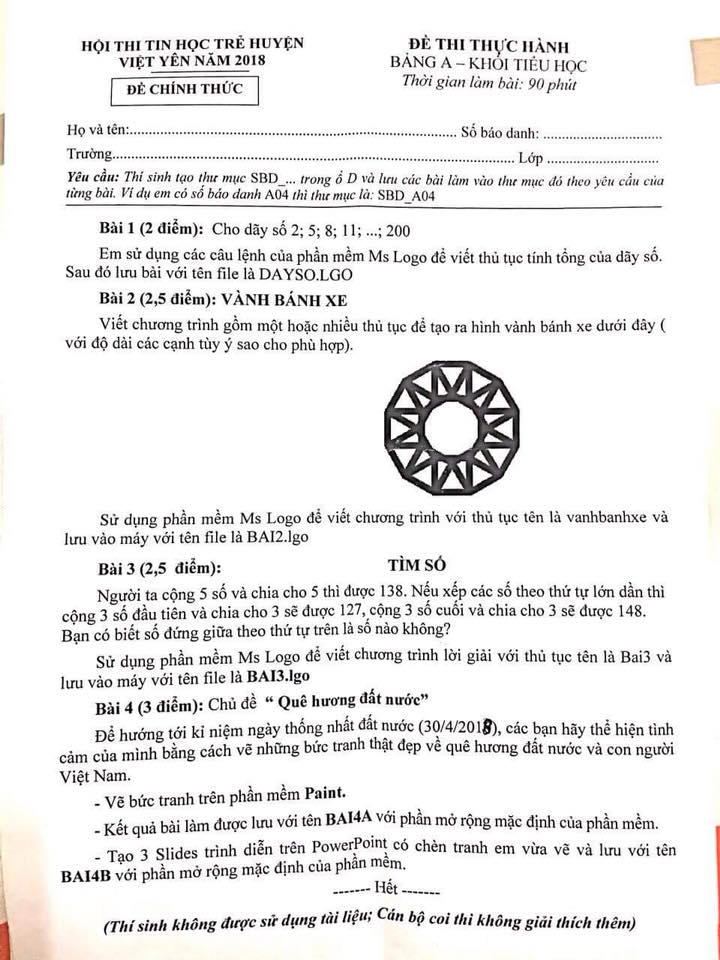 HỘI THI TIN HỌC TRẺ HUYỆN
VIỆT YÊN NĂM 2018
ĐỀ CHÍNH THỨC
ĐỀ THI THỰC HÀNH
BẢNG A – KHỐI TIỂU HỌC
Thời gian làm bài: 90 phút
Họ và tên:.......................................................................... Số báo danh: ............................
Trường........................................................................................... Lớp ..........................
Yêu cầu: Thí sinh tạo thư mục SBD_... trong ổ D và lưu các bài làm vào thư mục đó theo yêu cầu của
từng bài. Ví dụ em có số báo danh A04 thì thư mục là: SBD_A04
Bài 1 (2 điểm): Cho dãy số 2; 5; 8; 11; ...; 200
Em sử dụng các câu lệnh của phần mềm Ms Logo để viết thủ tục tính tổng của dãy số.
Sau đó lưu bài với tên file là DAYSO.LGO
Bài 2 (2,5 điểm): VÀNH BÁNH XE
Viết chương trình gồm một hoặc nhiều thủ tục để tạo ra hình vành bánh xe dưới đây (
với độ dài các cạnh tùy ý sao cho phù hợp).
Sử dụng phần mềm Ms Logo để viết chương trình với thủ tục tên là vanhbanhxe và
lưu vào máy với tên file là BAI2.lgo
Bài 3 (2,5 điểm): TÌM SỐ
Người ta cộng 5 số và chia cho 5 thì được 138. Nếu xếp các số theo thứ tự lớn dần thì
cộng 3 số đầu tiên và chia cho 3 sẽ được 127, cộng 3 số cuối và chia cho 3 sẽ được 148.
Bạn có biết số đứng giữa theo thứ tự trên là số nào không?
Sử dụng phần mềm Ms Logo để viết chương trình lời giải với thủ tục tên là Bai3 và
lưu vào máy với tên file là BAI3.lgo
Bài 4 (3 điểm): Chủ đề “ Quê hương đất nước”
Để hướng tới kỉ niệm ngày thống nhất đất nước (30/4/2018), các bạn hãy thể hiện tình
cảm của mình bằng cách vẽ những bức tranh thật đẹp về quê hương đất nước và con người
Việt Nam.
- Vẽ bức tranh trên phần mềm Paint.
- Kết quả bài làm được lưu với tên BAI4A với phần mở rộng mặc định của phần mềm.
- Tạo 3 Slides trình diễn trên PowerPoint có chèn tranh em vừa vẽ và lưu với tên
BAI4B với phần mở rộng mặc định của phần mềm.
------- Hết -------
(Thí sinh không được sử dụng tài liệu; Cán bộ coi thi không giải thích thêm)